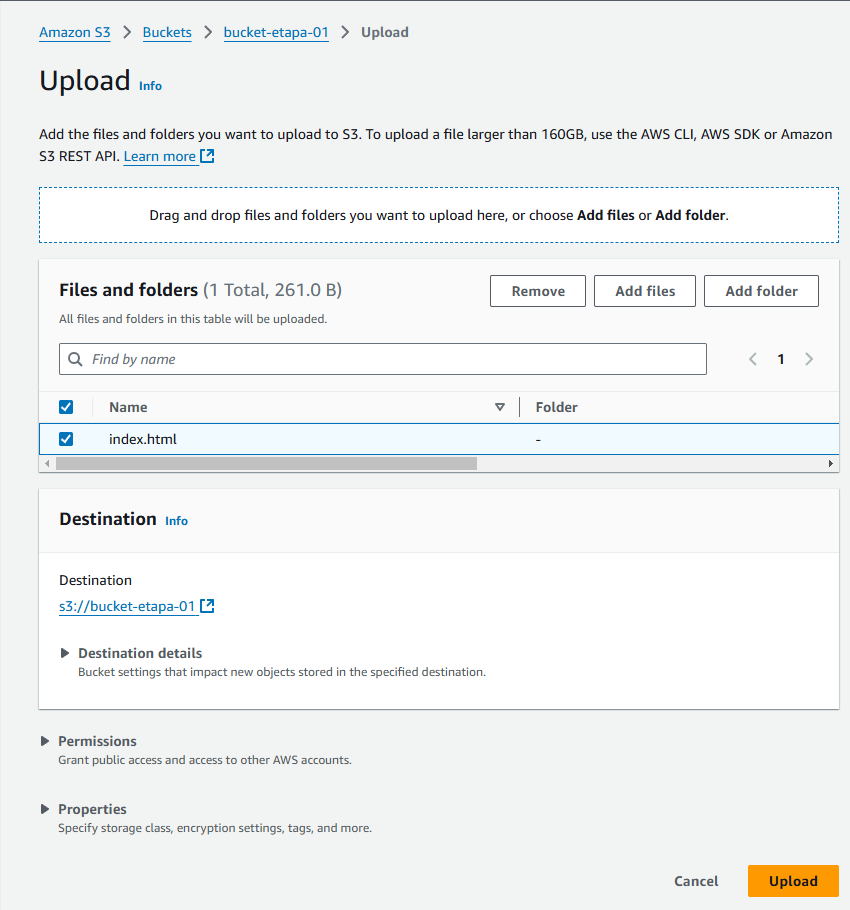 Amazon S3 > Buckets > bucket-etapa-01 > Upload
Upload Info
Add the files and folders you want to upload to S3. To upload a file larger than 160GB, use the AWS CLI, AWS SDK or Amazon
S3 REST API. Learn more
Drag and drop files and folders you want to upload here, or choose Add files or Add folder.
Files and folders (1 Total, 261.0 B)
Remove
Add files
Add folder
All files and folders in this table will be uploaded.
Find by name
1
Name
Folder
index.html
-
Destination Info
Destination
s3://bucket-etapa-01
Destination details
Bucket settings that impact new objects stored in the specified destination.
Permissions
Grant public access and access to other AWS accounts.
Properties
Specify storage class, encryption settings, tags, and more.
Cancel
Upload